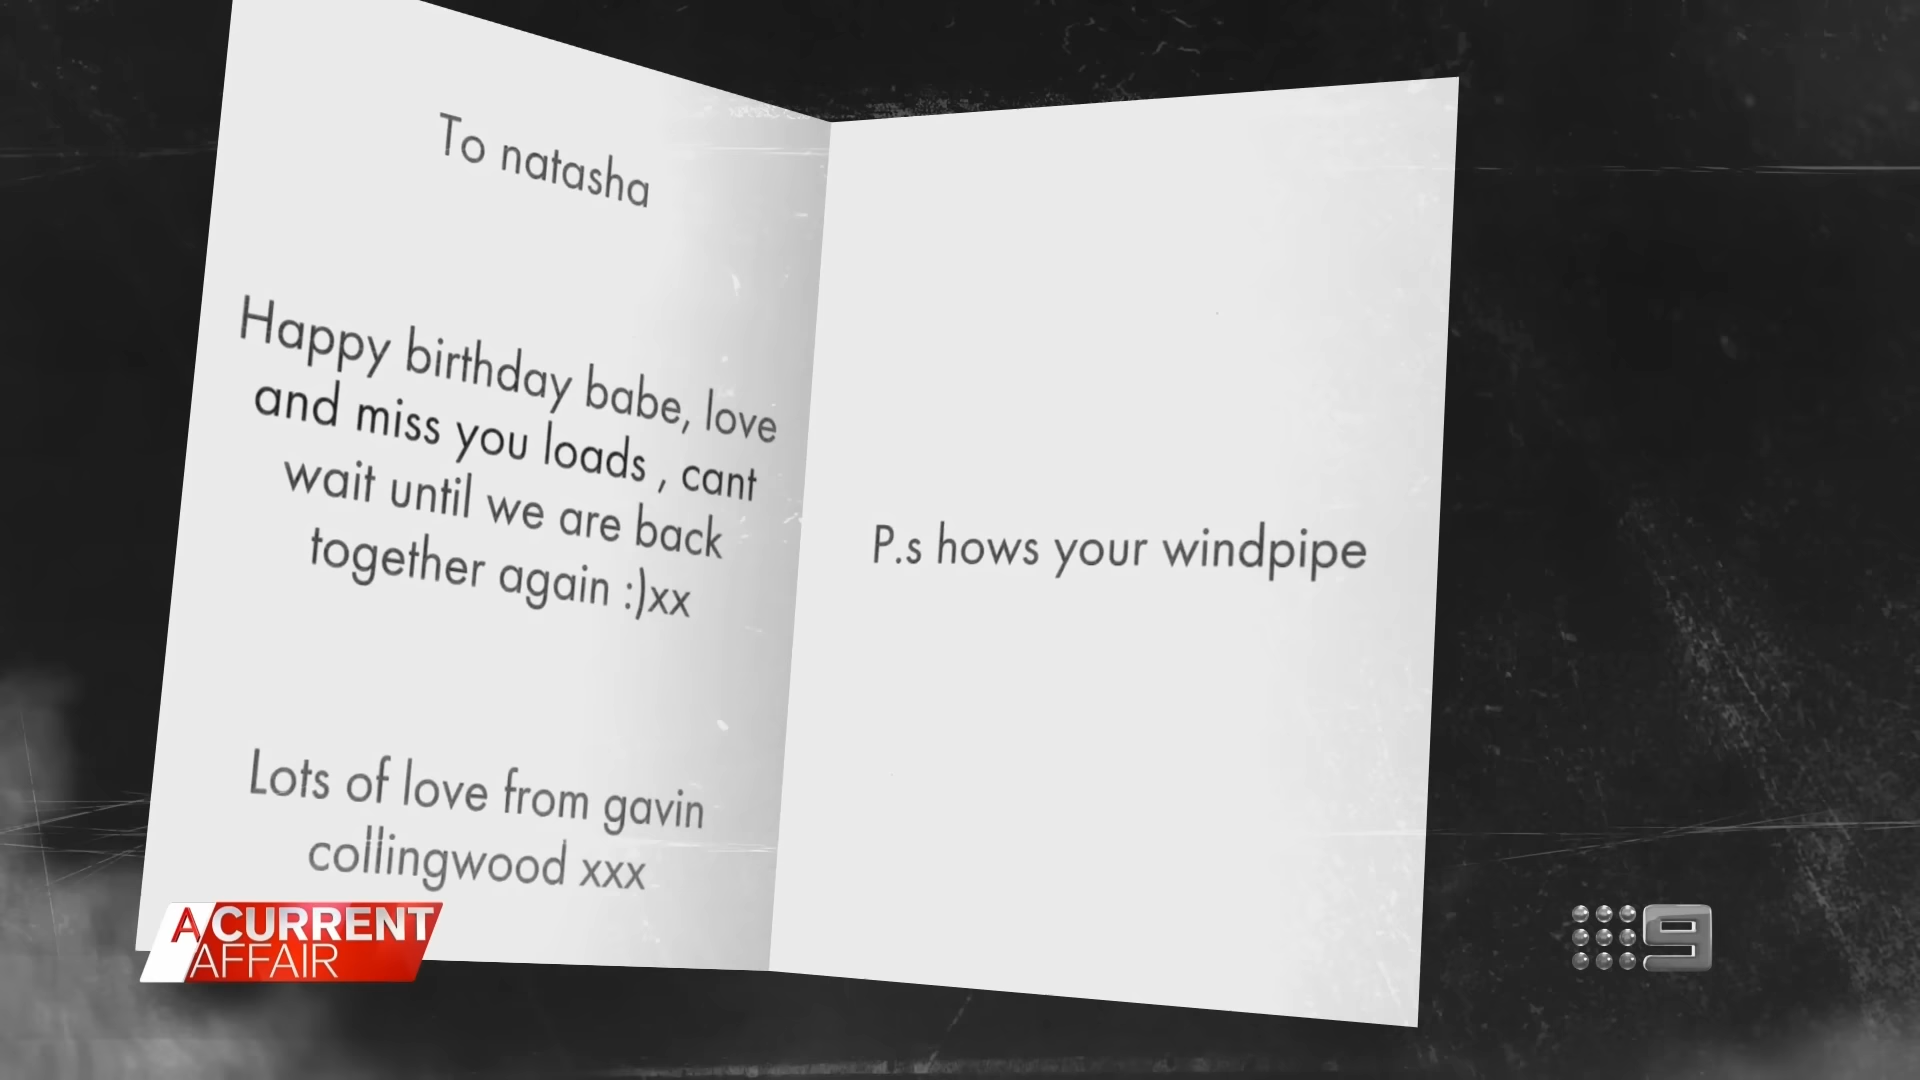 To natasha
Happy birthday babe, love
and miss you loads , cant
wait until we are back
together again :)xx
Lots of love from gavin
collingwood xxx
P.s hows your windpipe
A CURRENT
AFFAIR
9